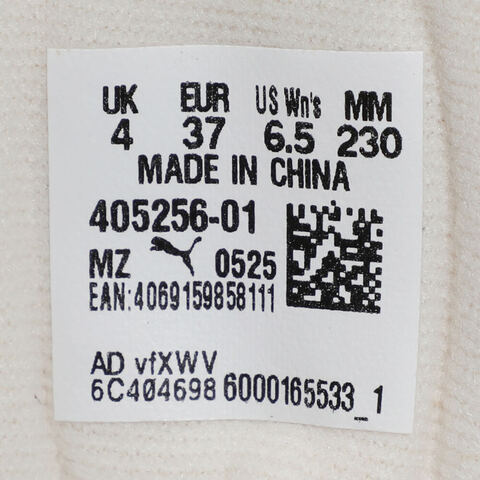 UK EUR US Wn's MM
4 37 6.5 230
MADE IN CHINA
405256-01
MZ 0525
EAN:4069159858111
AD vfXWV
6C404698 6000165533 1